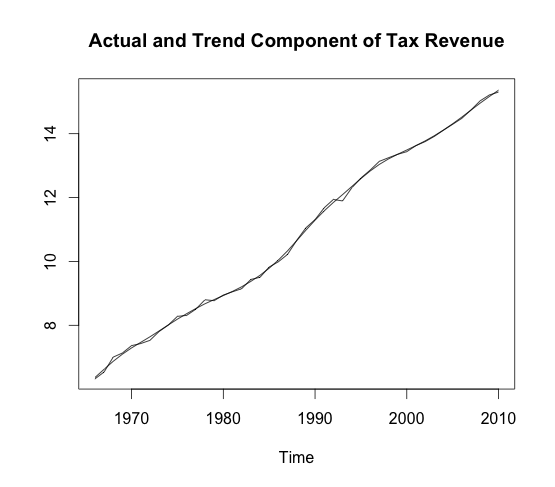 Actual and Trend Component of Tax Revenue
14
12
10
8
1970 1980 1990 2000 2010
Time